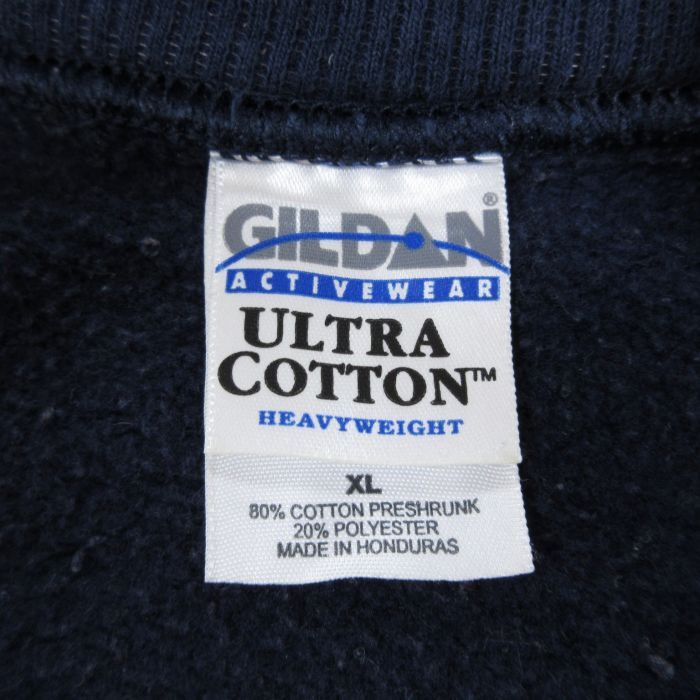 GILDAN®
ACTIVEWEAR
ULTRA
COTTON™
HEAVYWEIGHT
XL
80% COTTON PRESHRUNK
20% POLYESTER
MADE IN HONDURAS